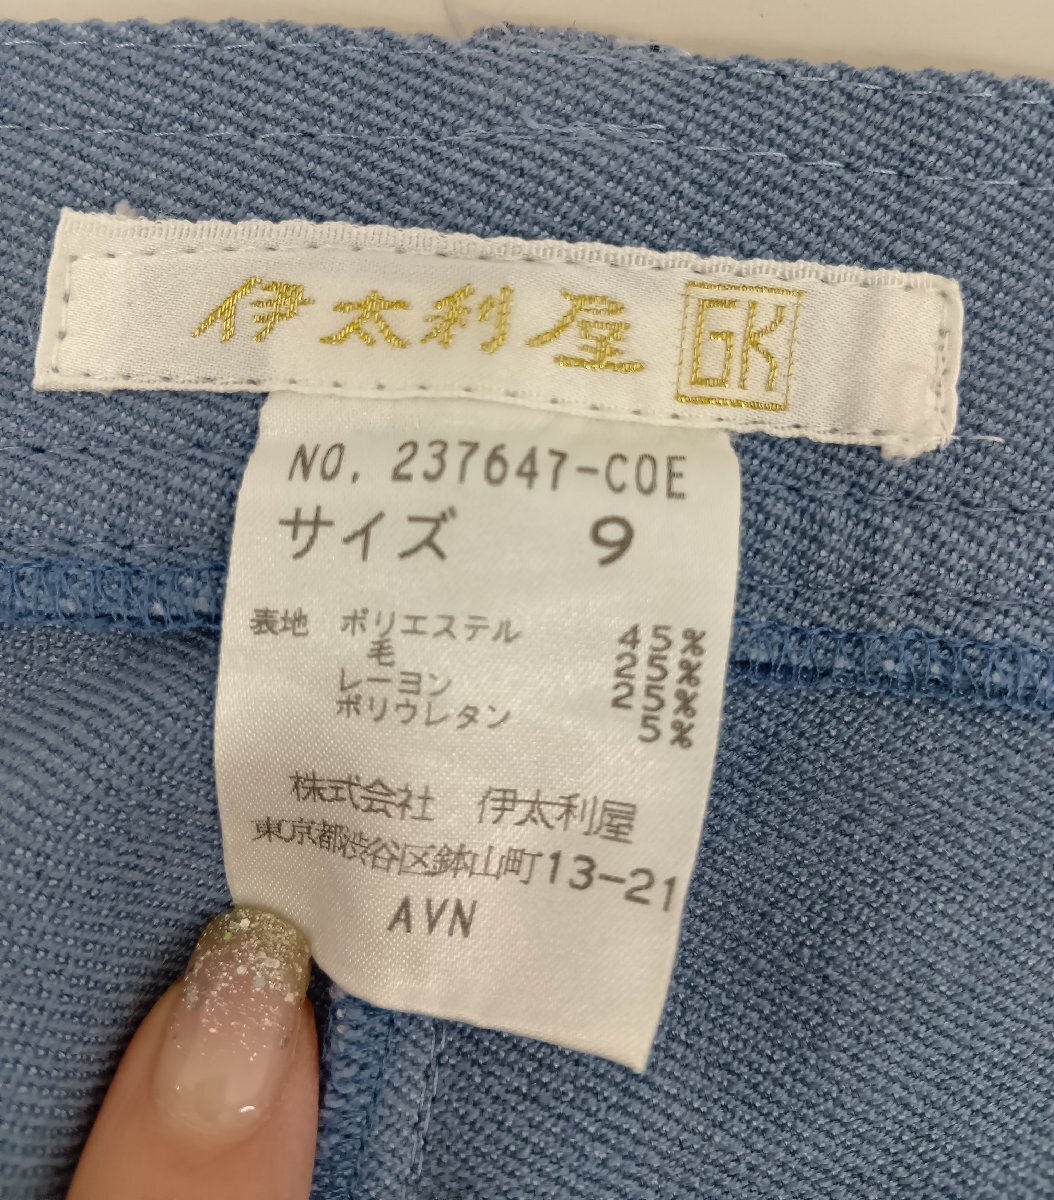 伊太利屋 GK
NO. 237647-COE
サイズ 9
表地 ポリエステル 45%
毛 25%
レーヨン 25%
ポリウレタン 5%
株式会社 伊太利屋
東京都渋谷区鉢山町13-21
AVN